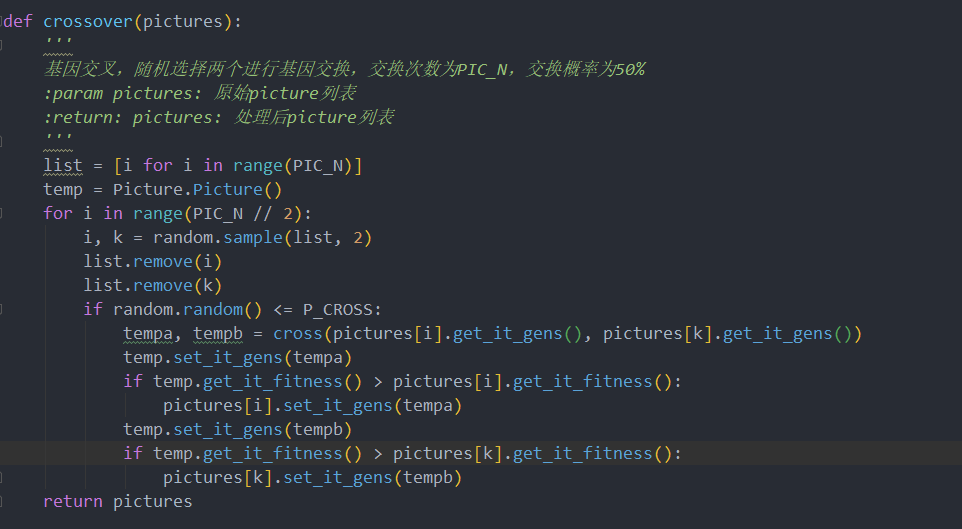 def crossover(pictures):
    '''
    基因交叉，随机选择两个进行基因交换，交换次数为PIC_N，交换概率为50%
    :param pictures: 原始picture列表
    :return: pictures: 处理后picture列表
    '''
    list = [i for i in range(PIC_N)]
    temp = Picture.Picture()
    for i in range(PIC_N // 2):
        i, k = random.sample(list, 2)
        list.remove(i)
        list.remove(k)
        if random.random() <= P_CROSS:
            tempa, tempb = cross(pictures[i].get_it_gens(), pictures[k].get_it_gens())
            temp.set_it_gens(tempa)
            if temp.get_it_fitness() > pictures[i].get_it_fitness():
                pictures[i].set_it_gens(tempa)
            temp.set_it_gens(tempb)
            if temp.get_it_fitness() > pictures[k].get_it_fitness():
                pictures[k].set_it_gens(tempb)
    return pictures